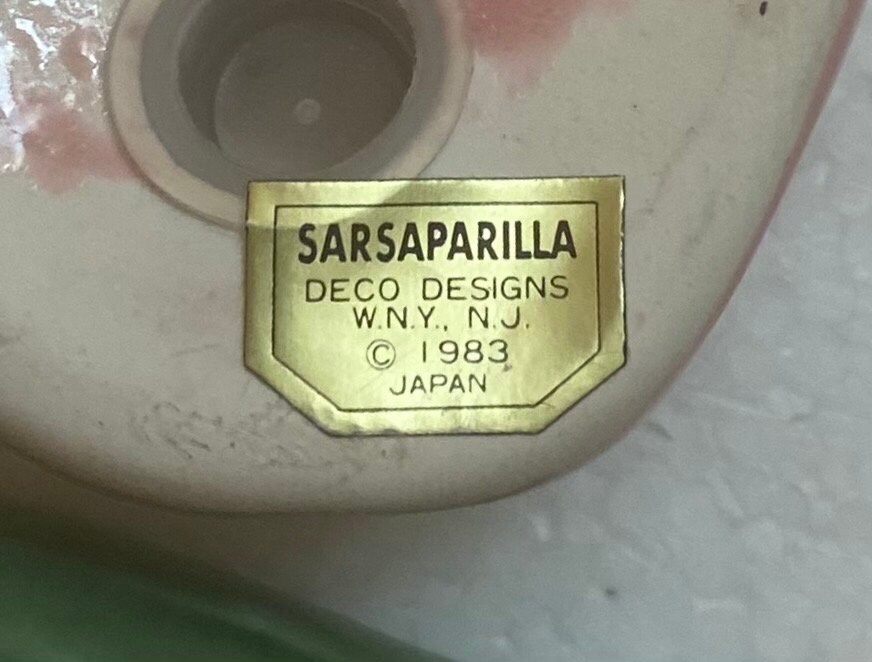 SARSAPARILLA
DECO DESIGNS
W.N.Y., N.J.
© 1983
JAPAN